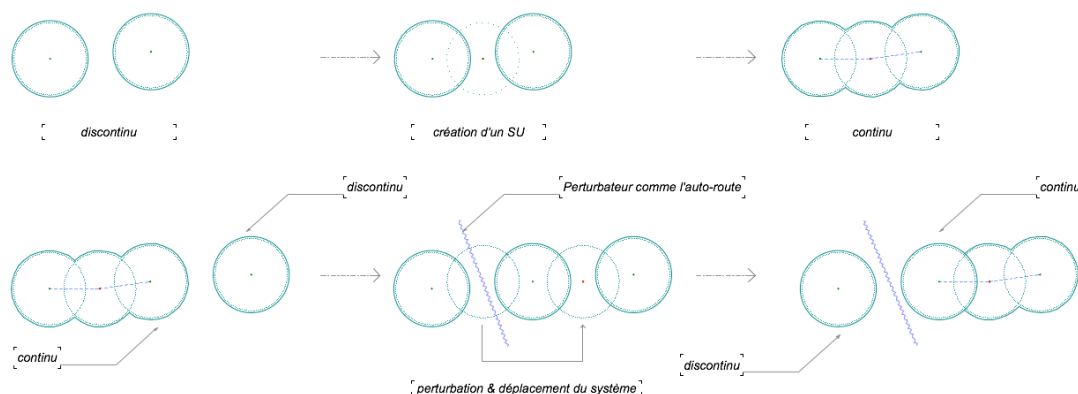 discontinu
création d'un SU
continu
discontinu
Perturbateur comme l'auto-route
continu
continu
discontinu
perturbation & déplacement du système